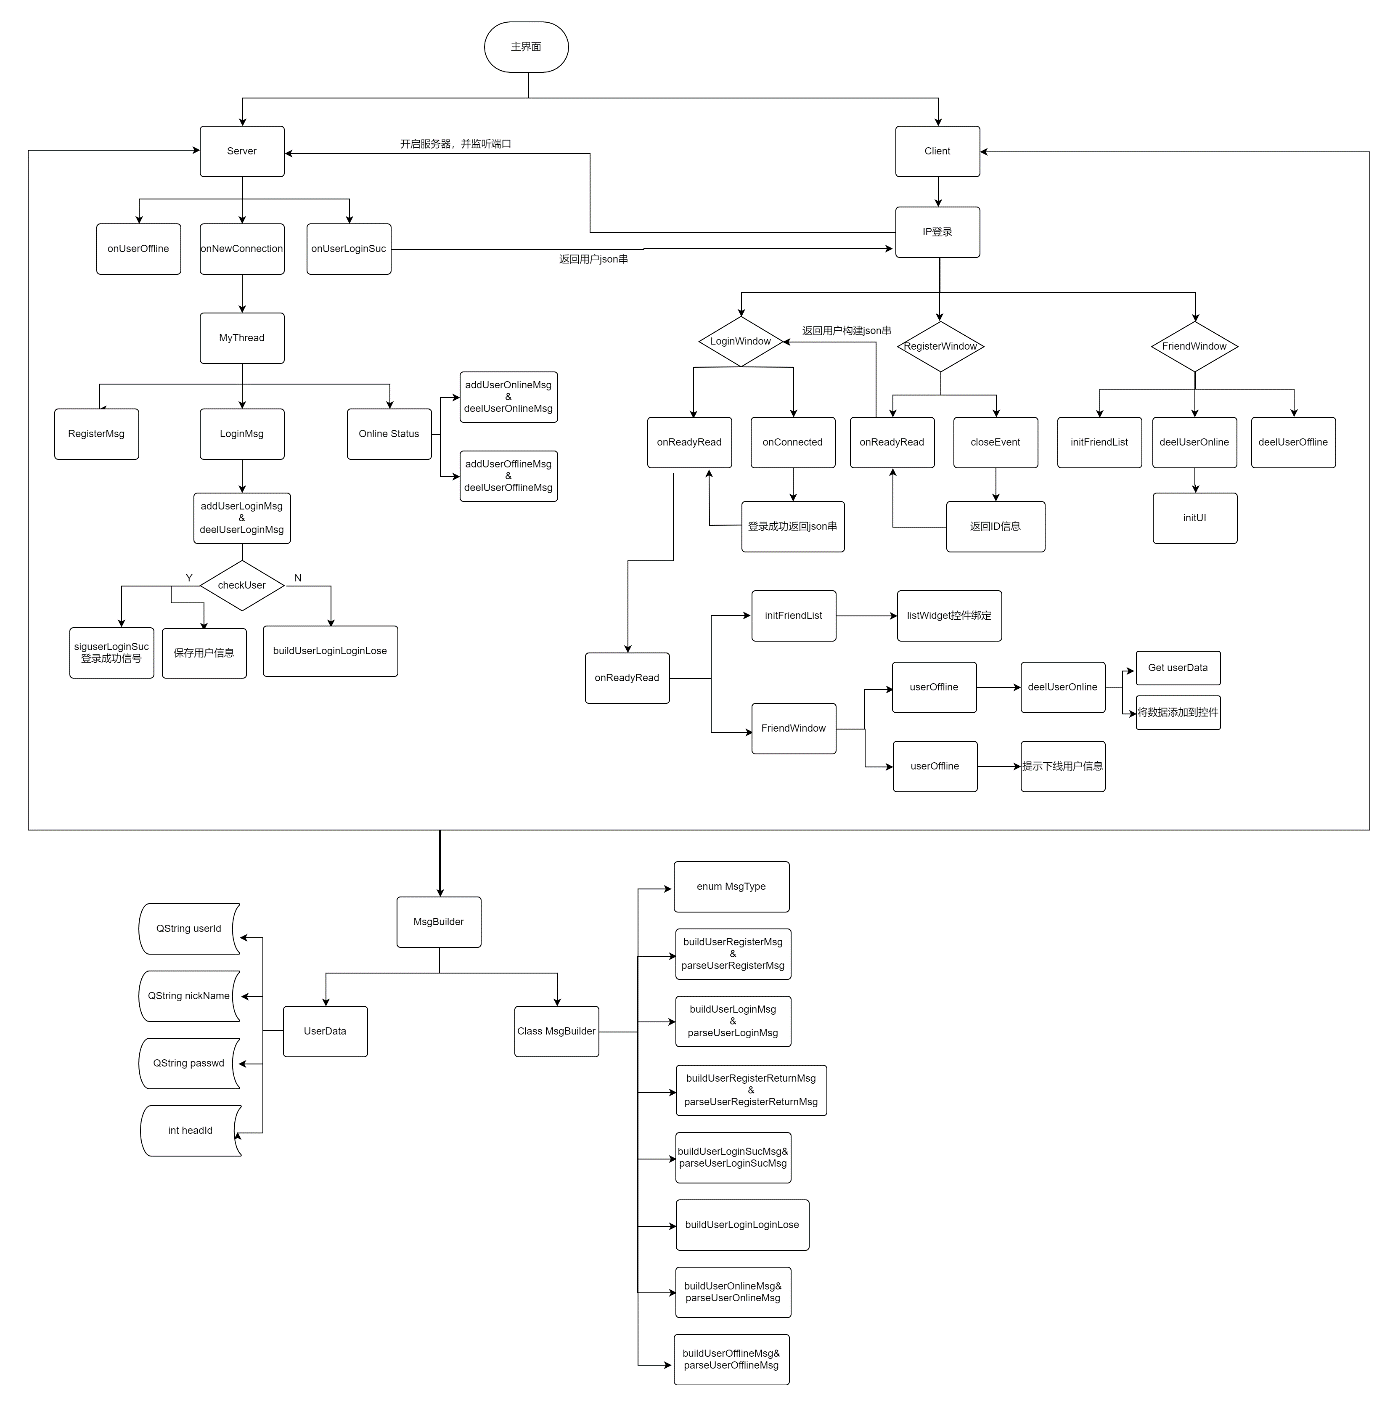 主界面
Server
开启服务器，并监听端口
Client
onUserOffline
onNewConnection
onUserLoginSuc
IP登录
返回用户json串
MyThread
LoginWindow
返回用户构建json串
RegisterWindow
FriendWindow
RegisterMsg
LoginMsg
Online Status
addUserOnlineMsg
&
deelUserOnlineMsg
addUserOfflineMsg
&
deelUserOfflineMsg
onReadyRead
onConnected
onReadyRead
closeEvent
initFriendList
deelUserOnline
deelUserOffline
addUserLoginMsg
&
deelUserLoginMsg
登录成功返回json串
返回ID信息
initUI
Y
checkUser
N
siguserLoginSuc
登录成功信号
保存用户信息
buildUserLoginLoginLose
initFriendList
listWidget控件绑定
onReadyRead
FriendWindow
userOffline
deelUserOnline
Get userData
将数据添加到控件
userOffline
提示下线用户信息
MsgBuilder
QString userId
QString nickName
QString passwd
int headId
UserData
Class MsgBuilder
enum MsgType
buildUserRegisterMsg
&
parseUserRegisterMsg
buildUserLoginMsg
&
parseUserLoginMsg
buildUserRegisterReturnMsg
&
parseUserRegisterReturnMsg
buildUserLoginSucMsg&
parseUserLoginSucMsg
buildUserLoginLoginLose
buildUserOnlineMsg&
parseUserOnlineMsg
buildUserOfflineMsg&
parseUserOfflineMsg